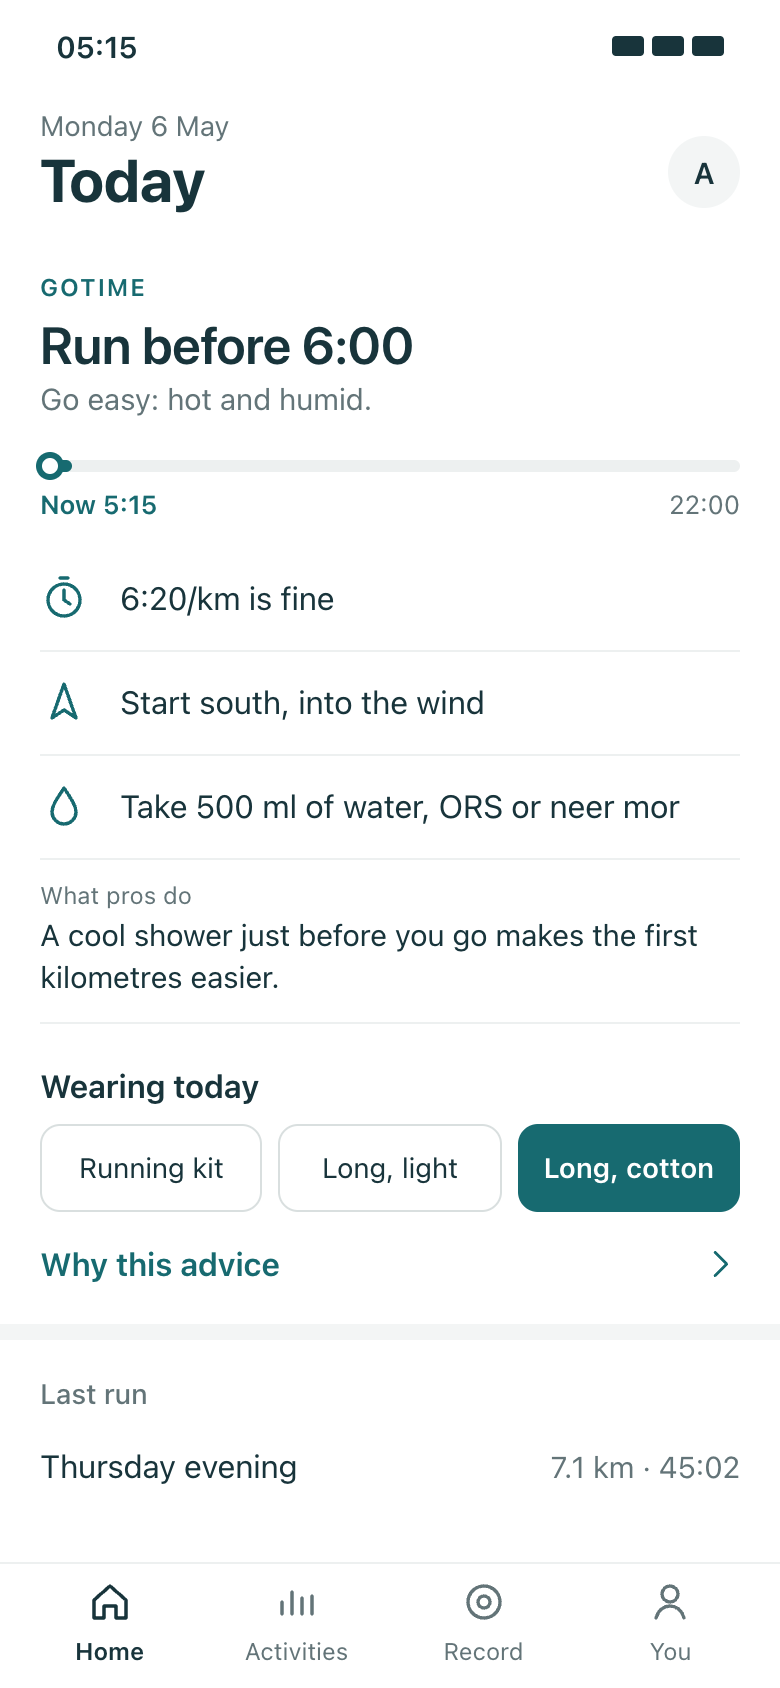 05:15
Monday 6 May
Today
A
GOTIME
Run before 6:00
Go easy: hot and humid.
Now 5:15
22:00
6:20/km is fine
Start south, into the wind
Take 500 ml of water, ORS or neer mor
What pros do
A cool shower just before you go makes the first
kilometres easier.
Wearing today
Running kit
Long, light
Long, cotton
Why this advice
Last run
Thursday evening
7.1 km · 45:02
Home
Activities
Record
You